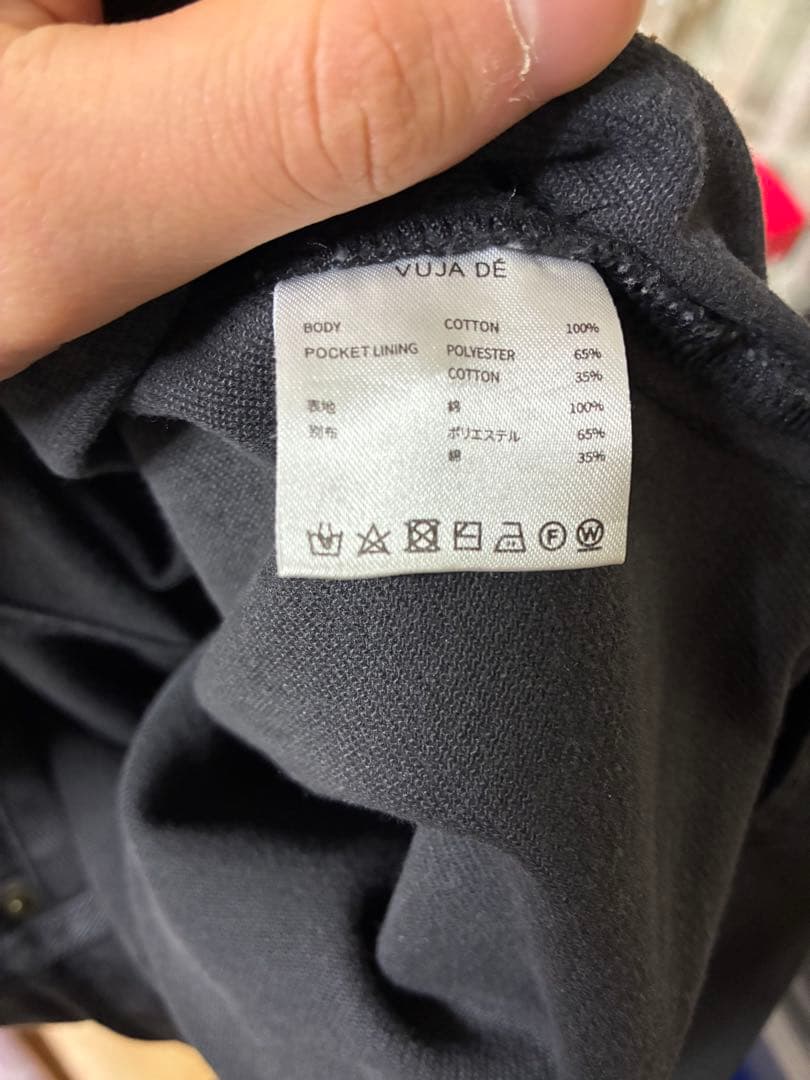 VUJA DÉ
BODY COTTON 100%
POCKET LINING POLYESTER 65%
COTTON 35%
表地 綿 100%
別布 ポリエステル 65%
綿 35%
F W